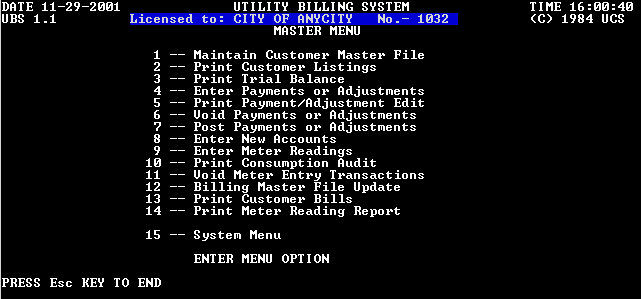 DATE 11-29-2001 UTILITY BILLING SYSTEM TIME 16:00:40
UBS 1.1 Licensed to: CITY OF ANYCITY No.- 1032 (C) 1984 UCS
MASTER MENU
1 -- Maintain Customer Master File
2 -- Print Customer Listings
3 -- Print Trial Balance
4 -- Enter Payments or Adjustments
5 -- Print Payment/Adjustment Edit
6 -- Void Payments or Adjustments
7 -- Post Payments or Adjustments
8 -- Enter New Accounts
9 -- Enter Meter Readings
10 -- Print Consumption Audit
11 -- Void Meter Entry Transactions
12 -- Billing Master File Update
13 -- Print Customer Bills
14 -- Print Meter Reading Report
15 -- System Menu
ENTER MENU OPTION
PRESS Esc KEY TO END